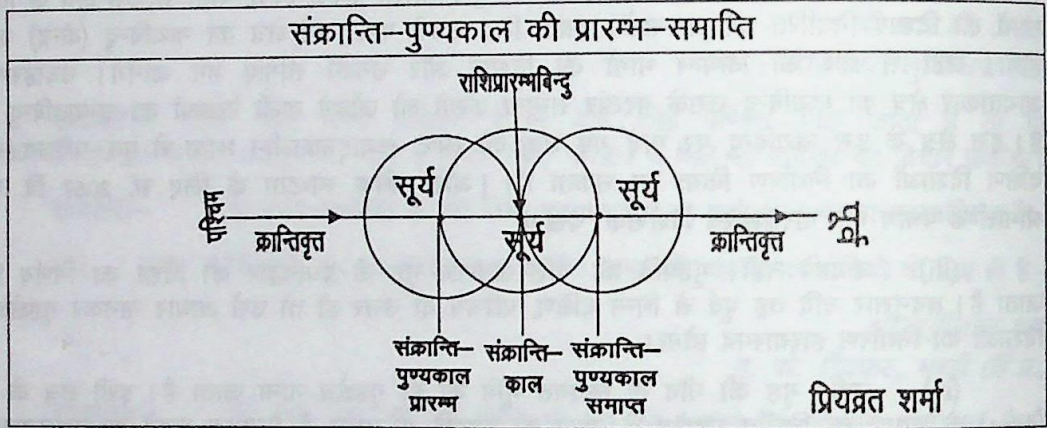 संक्रान्ति–पुण्यकाल की प्रारम्भ–समाप्ति
राशिप्रारम्भबिन्दु
सूर्य
सूर्य
सूर्य
पश्चिम
क्रान्तिवृत्त
क्रान्तिवृत्त
पूर्व
संक्रान्ति–
पुण्यकाल
प्रारम्भ
संक्रान्ति–
काल
संक्रान्ति–
पुण्यकाल
समाप्त
प्रियव्रत शर्मा